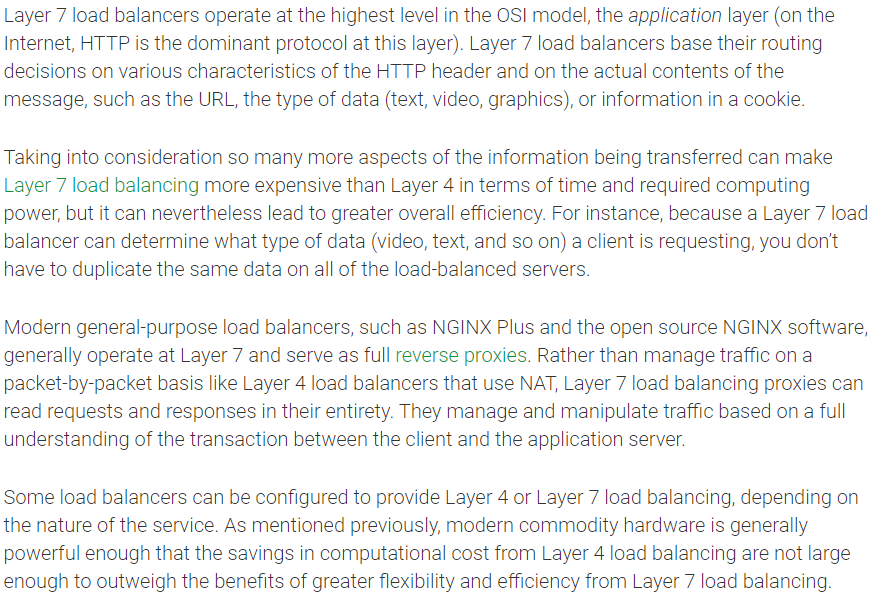 Layer 7 load balancers operate at the highest level in the OSI model, the application layer (on the
Internet, HTTP is the dominant protocol at this layer). Layer 7 load balancers base their routing
decisions on various characteristics of the HTTP header and on the actual contents of the
message, such as the URL, the type of data (text, video, graphics), or information in a cookie.
Taking into consideration so many more aspects of the information being transferred can make
Layer 7 load balancing more expensive than Layer 4 in terms of time and required computing
power, but it can nevertheless lead to greater overall efficiency. For instance, because a Layer 7 load
balancer can determine what type of data (video, text, and so on) a client is requesting, you don’t
have to duplicate the same data on all of the load-balanced servers.
Modern general-purpose load balancers, such as NGINX Plus and the open source NGINX software,
generally operate at Layer 7 and serve as full reverse proxies. Rather than manage traffic on a
packet-by-packet basis like Layer 4 load balancers that use NAT, Layer 7 load balancing proxies can
read requests and responses in their entirety. They manage and manipulate traffic based on a full
understanding of the transaction between the client and the application server.
Some load balancers can be configured to provide Layer 4 or Layer 7 load balancing, depending on
the nature of the service. As mentioned previously, modern commodity hardware is generally
powerful enough that the savings in computational cost from Layer 4 load balancing are not large
enough to outweigh the benefits of greater flexibility and efficiency from Layer 7 load balancing.